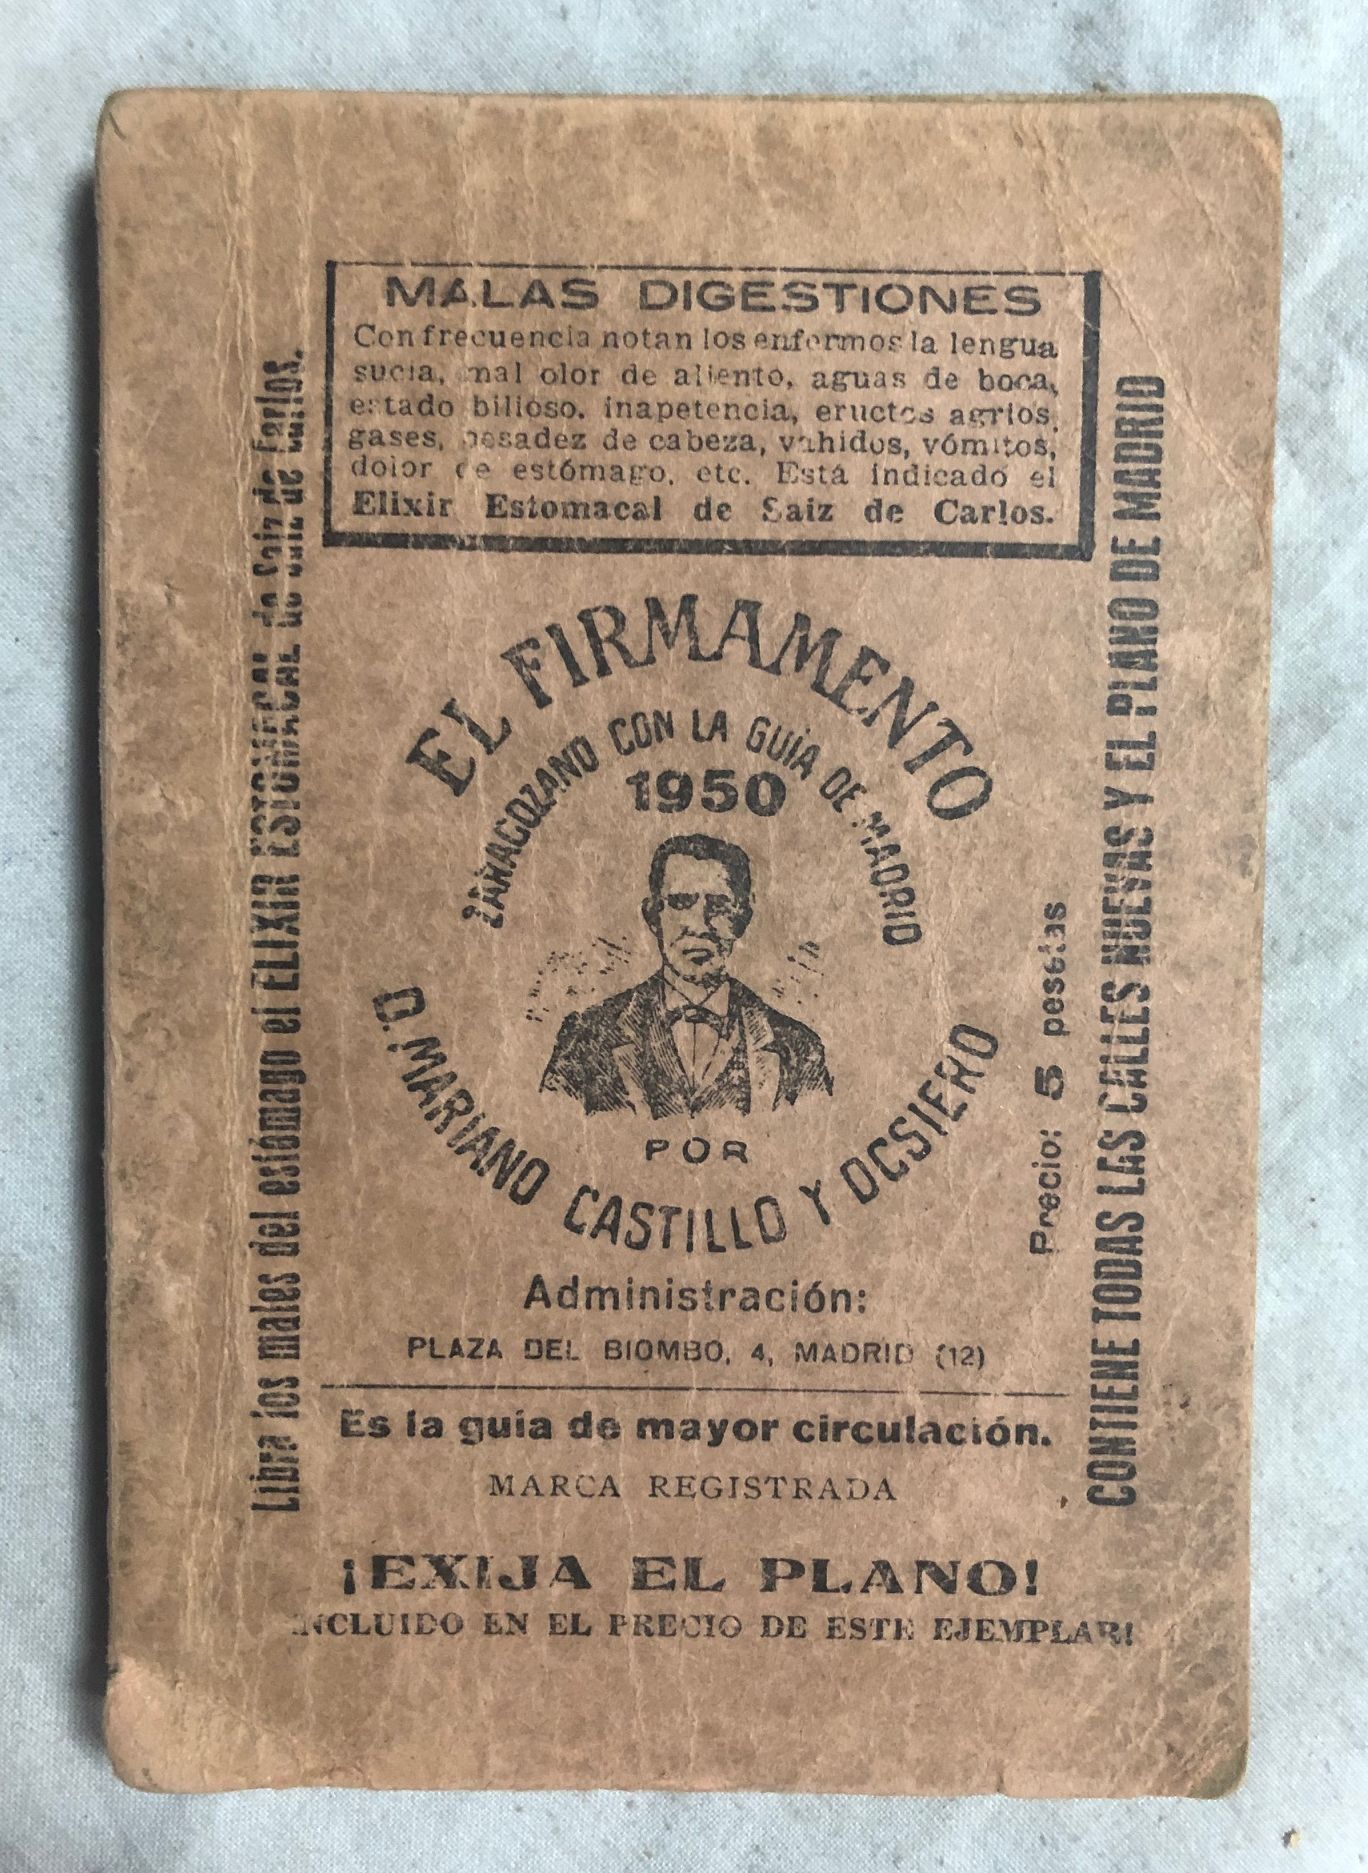 MALAS DIGESTIONES
Con frecuencia notan los enfermos la lengua
sucia, mal olor de aliento, aguas de boca,
estado bilioso, inapetencia, eructos agrios,
gases, pesadez de cabeza, vahidos, vómitos,
dolor de estómago, etc. Está indicado el
Elixir Estomacal de Saiz de Carlos.
Libra los males del estómago el ELIXIR ESTOMACAL de Saiz de Carlos.
EL FIRMAMENTO
ZARAGOZANO CON LA GUÍA DE MADRID
1950
POR
D. MARIANO CASTILLO Y OCSIERO
Precio: 5 pesetas
CONTIENE TODAS LAS CALLES NUEVAS Y EL PLANO DE MADRID
Administración:
PLAZA DEL BIOMBO, 4, MADRID (12)
Es la guía de mayor circulación.
MARCA REGISTRADA
¡EXIJA EL PLANO!
INCLUIDO EN EL PRECIO DE ESTE EJEMPLAR!